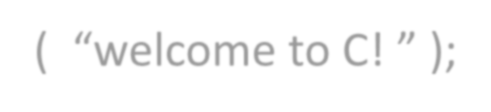 ( “welcome to C! ” );